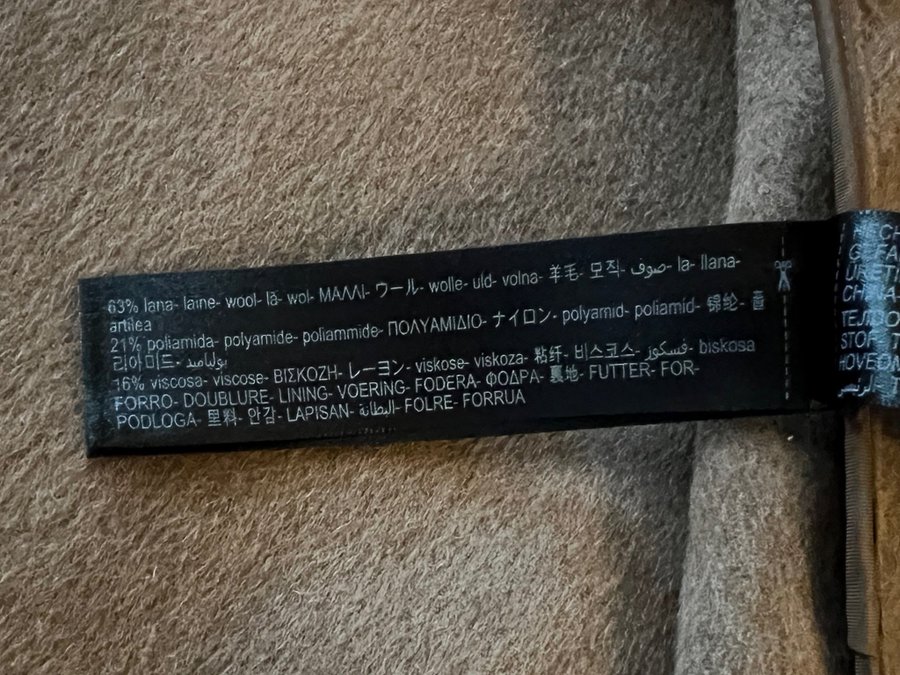 63% lana- laine- wool- lã- wol- ΜΑΛΛΙ- ウール- wolle- uld- volna- 羊毛- 모직- صوف- la- llana-
artilea
21% poliamida- polyamide- poliammide- ΠΟΛΥΑΜΙΔΙΟ- ナイロン- polyamid- poliamid- 锦纶- 폴
리아미드- بوليامید
16% viscosa- viscose- ΒΙΣΚΟΖΗ- レーヨン- viskose- viskoza- 粘纤- 비스코스- فسكوز- biskosa
FORRO- DOUBLURE- LINING- VOERING- FODERA- ΦΟΔΡΑ- 裏地- FUTTER- FOR-
PODLOGA- 里料- 안감- LAPISAN- البطانة- FOLRE- FORRUA
CHINA
STOF